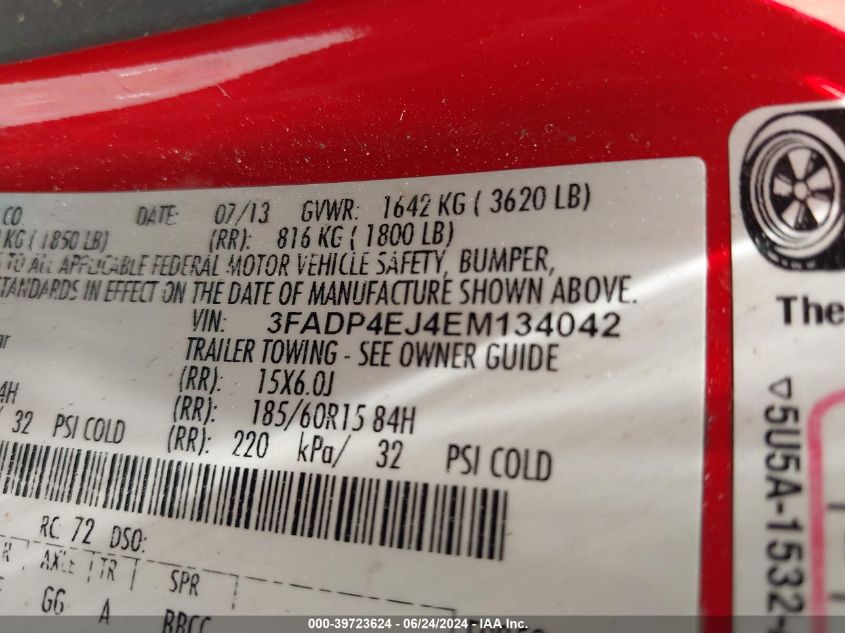 CO. DATE: 07/13 GVWR: 1642 KG ( 3620 LB)
KG ( 1850 LB) (RR): 816 KG ( 1800 LB)
TO ALL APPLICABLE FEDERAL MOTOR VEHICLE SAFETY, BUMPER,
STANDARDS IN EFFECT ON THE DATE OF MANUFACTURE SHOWN ABOVE.
VIN: 3FADP4EJ4EM134042
TRAILER TOWING - SEE OWNER GUIDE
(RR): 15X6.0J
4H (RR): 185/60R15 84H
/ 32 PSI COLD (RR): 220 kPa/ 32 PSI COLD
RC: 72 DSO:
R AXLE TR SPR
GG A BBCC
The
5U5A-1532-
000-39723624 - 06/24/2024 - IAA Inc.